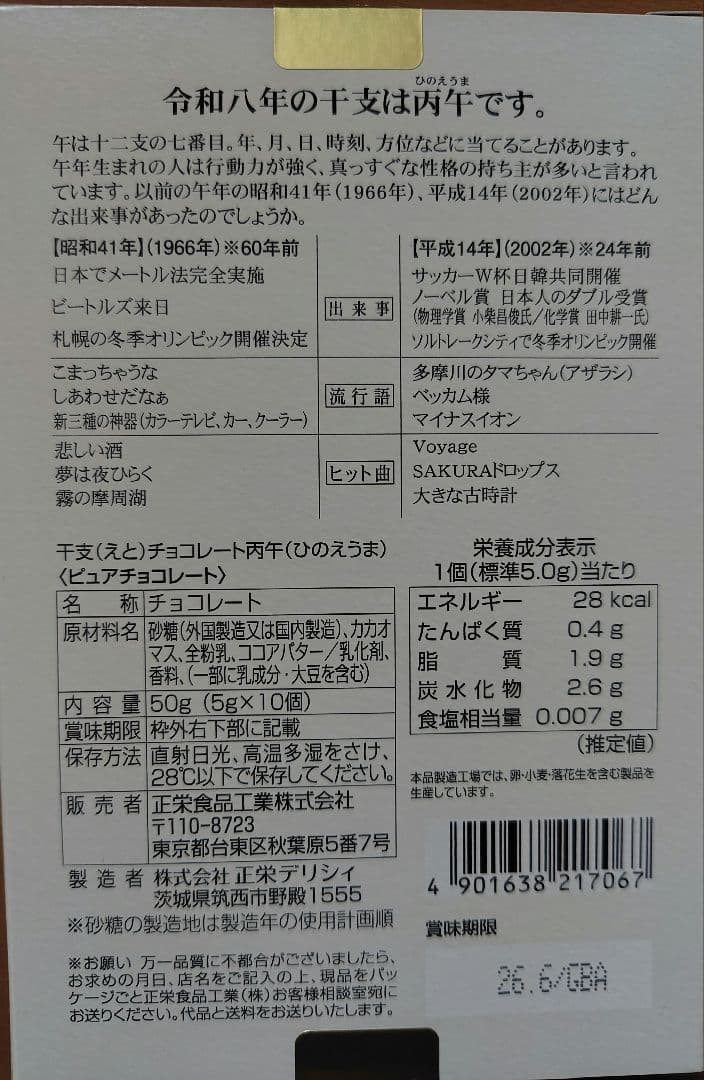 ひのえうま
令和八年の干支は丙午です。
午は十二支の七番目。年、月、日、時刻、方位などに当てることがあります。
午年生まれの人は行動力が強く、真っすぐな性格の持ち主が多いと言われ
ています。以前の午年の昭和41年(1966年)、平成14年(2002年)にはどん
な出来事があったのでしょうか。
【昭和41年】(1966年)※60年前
日本でメートル法完全実施
ビートルズ来日
札幌の冬季オリンピック開催決定
出来事
【平成14年】(2002年)※24年前
サッカーW杯日韓共同開催
ノーベル賞 日本人のダブル受賞
(物理学賞 小柴昌俊氏/化学賞 田中耕一氏)
ソルトレークシティで冬季オリンピック開催
こまっちゃうな
しあわせだなぁ
新三種の神器(カラーテレビ、カー、クーラー)
流行語
多摩川のタマちゃん(アザラシ)
ベッカム様
マイナスイオン
悲しい酒
夢は夜ひらく
霧の摩周湖
ヒット曲
Voyage
SAKURAドロップス
大きな古時計
干支(えと)チョコレート丙午(ひのえうま)
〈ピュアチョコレート〉
名称 チョコレート
原材料名 砂糖(外国製造又は国内製造)、カカオ
マス、全粉乳、ココアバター/乳化剤、
香料、(一部に乳成分・大豆を含む)
内容量 50g(5g×10個)
賞味期限 枠外右下部に記載
保存方法 直射日光、高温多湿をさけ、
28℃以下で保存してください。
販売者 正栄食品工業株式会社
〒110-8723
東京都台東区秋葉原5番7号
製造者 株式会社 正栄デリシィ
茨城県筑西市野殿1555
※砂糖の製造地は製造年の使用計画順
※お願い 万一品質に不都合がございましたら、
お求めの月日、店名をご記入の上、現品をパッ
ケージごと正栄食品工業(株)お客様相談室宛に
お送りください。代品と送料をお送りいたします。
栄養成分表示
1個(標準5.0g)当たり
エネルギー 28 kcal
たんぱく質 0.4 g
脂質 1.9 g
炭水化物 2.6 g
食塩相当量 0.007 g
(推定値)
本品製造工場では、卵・小麦・落花生を含む製品を
生産しています。
4 901638 217067
賞味期限
26.6/GBA